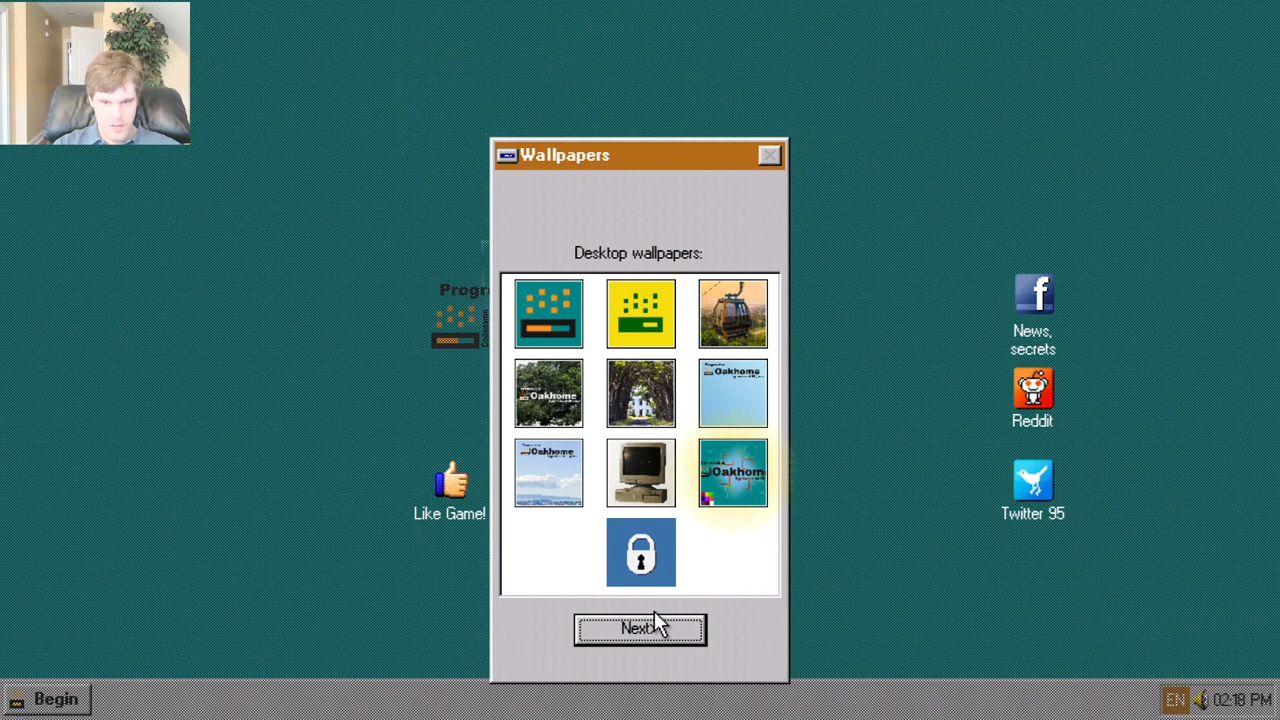 Wallpapers
Desktop wallpapers:
Oakhome
Oakhome
Oakhome
Oakhome
Next
Progr
News,
secrets
Reddit
Like Game!
Twitter 95
Begin
EN
02:18 PM